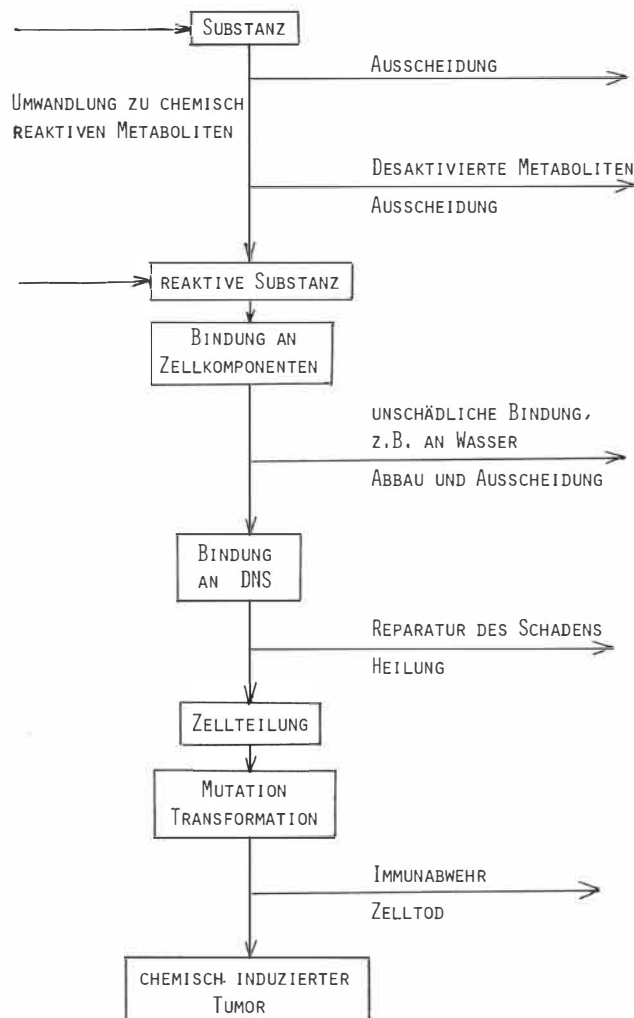 SUBSTANZ
AUSSCHEIDUNG
UMWANDLUNG ZU CHEMISCH
REAKTIVEN METABOLITEN
DESAKTIVIERTE METABOLITEN
AUSSCHEIDUNG
REAKTIVE SUBSTANZ
BINDUNG AN
ZELLKOMPONENTEN
UNSCHÄDLICHE BINDUNG,
Z.B. AN WASSER
ABBAU UND AUSSCHEIDUNG
BINDUNG
AN DNS
REPARATUR DES SCHADENS
HEILUNG
ZELLTEILUNG
MUTATION
TRANSFORMATION
IMMUNABWEHR
ZELLTOD
CHEMISCH INDUZIERTER
TUMOR